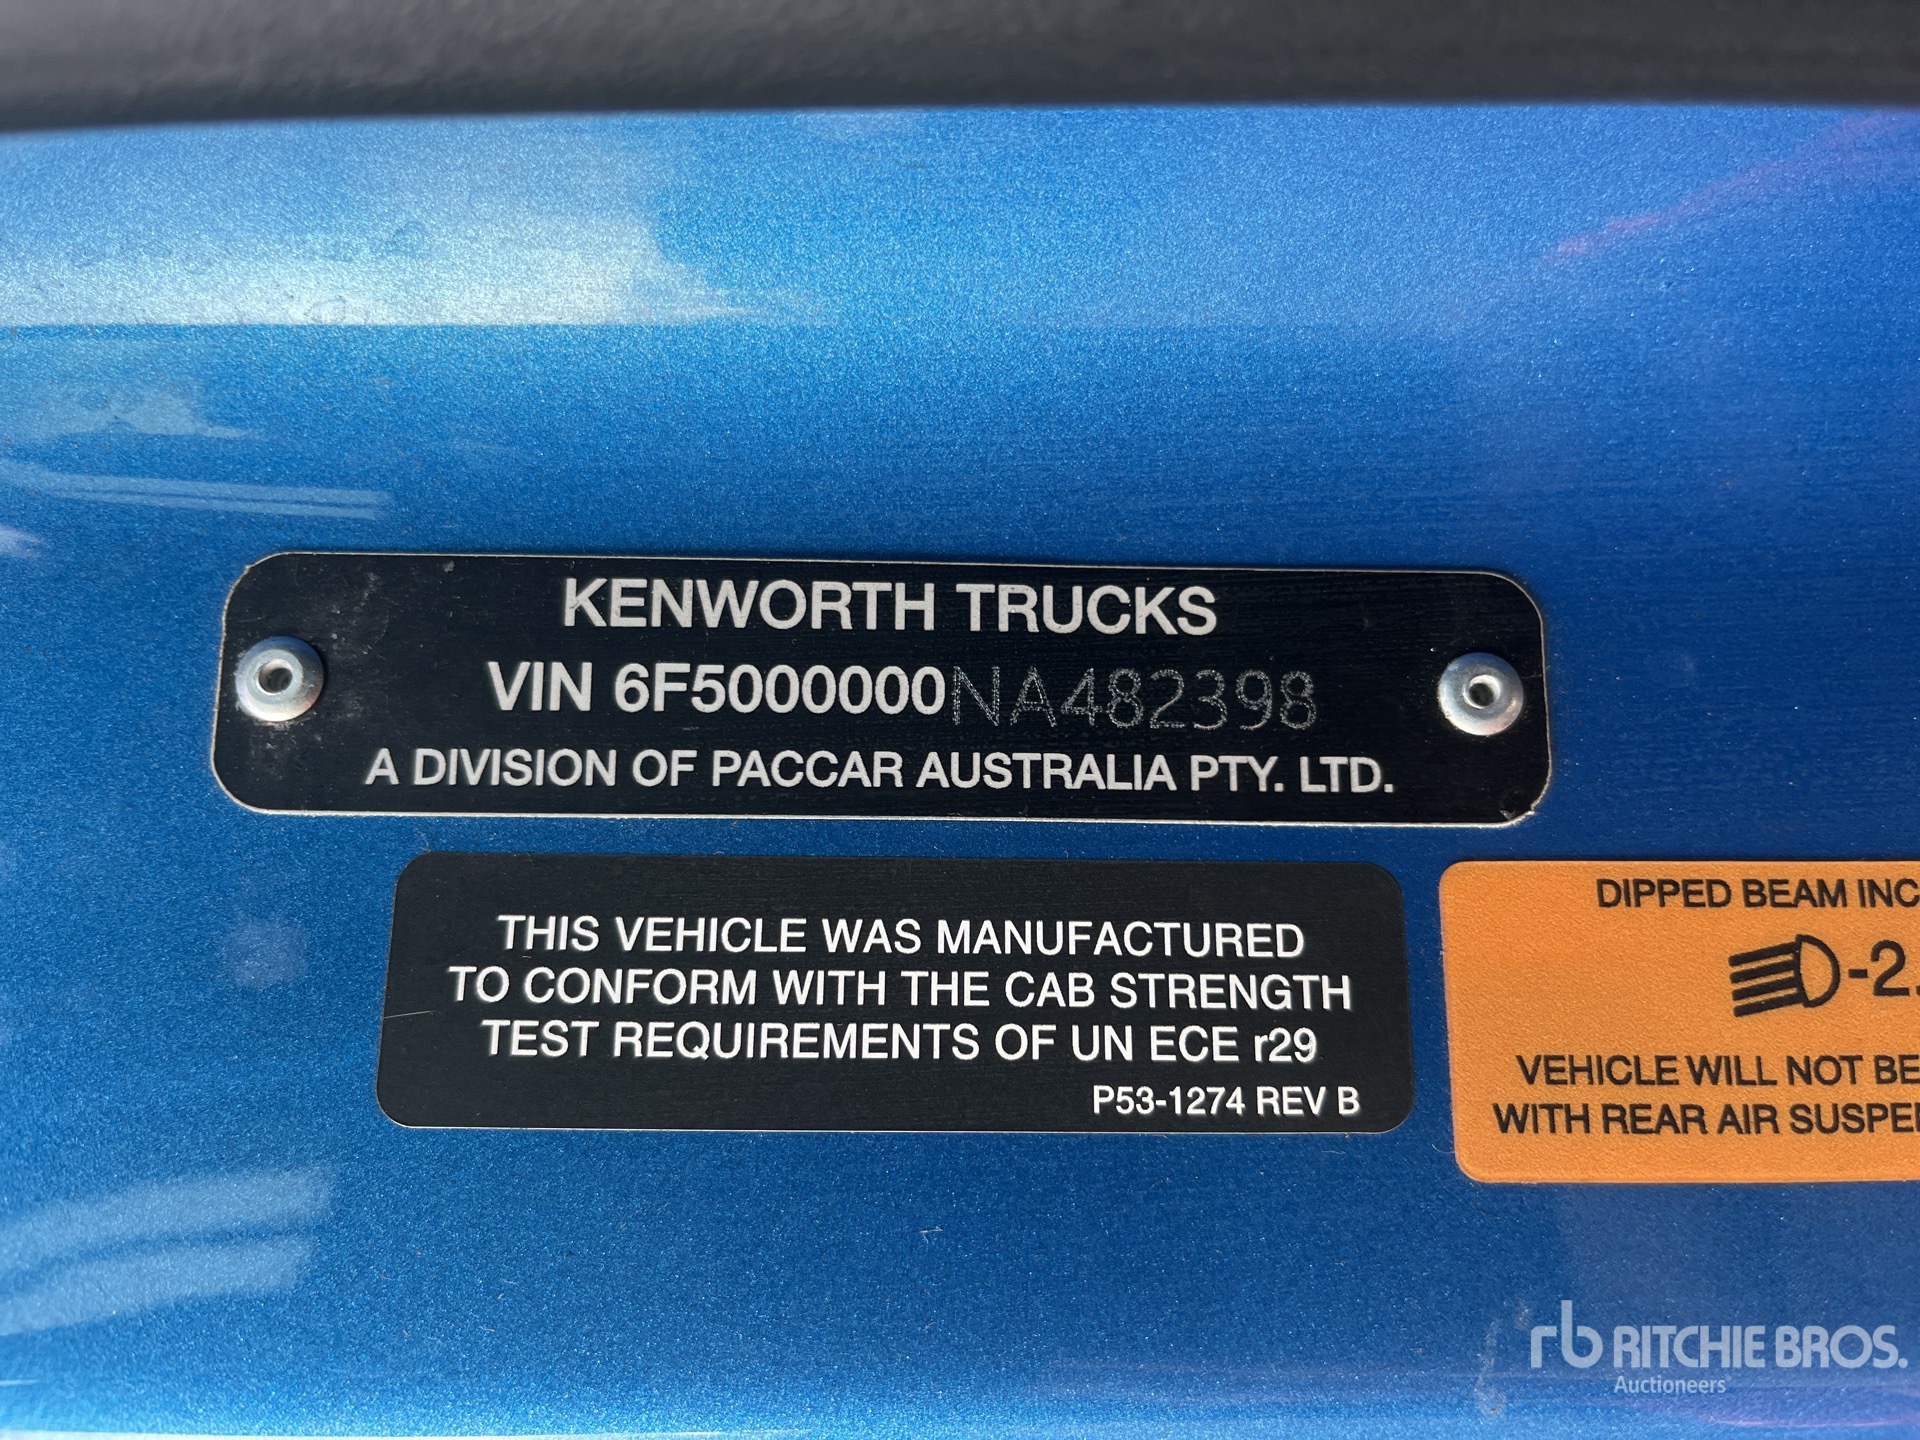 KENWORTH TRUCKS
VIN 6F5000000NA482398
A DIVISION OF PACCAR AUSTRALIA PTY. LTD.
THIS VEHICLE WAS MANUFACTURED
TO CONFORM WITH THE CAB STRENGTH
TEST REQUIREMENTS OF UN ECE r29
P53-1274 REV B
DIPPED BEAM INC
-2.
VEHICLE WILL NOT BE
WITH REAR AIR SUSPE
rb RITCHIE BROS.
Auctioneers